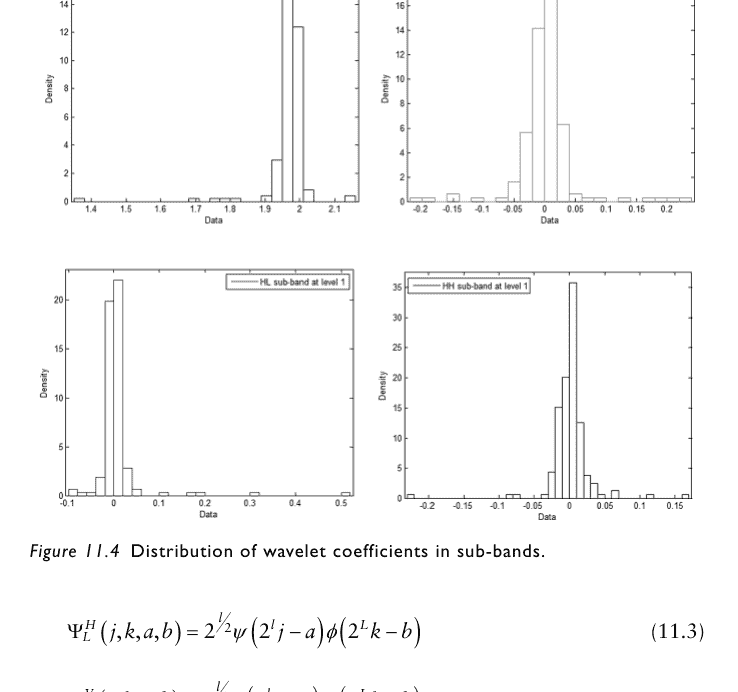 14
12
10
8
6
4
2
0
Density
1.4 1.5 1.6 1.7 1.8 1.9 2 2.1
Data
16
14
12
10
8
6
4
2
0
Density
-0.2 -0.15 -0.1 -0.05 0 0.05 0.1 0.15 0.2
Data
HL sub-band at level 1
20
15
10
5
0
Density
-0.1 0 0.1 0.2 0.3 0.4 0.5
Data
HH sub-band at level 1
35
30
25
20
15
10
5
0
Density
-0.2 -0.15 -0.1 -0.05 0 0.05 0.1 0.15
Data
Figure 11.4 Distribution of wavelet coefficients in sub-bands.
Ψ_L^H (j,k,a,b) = 2^{l/2} ψ(2^l j − a) ϕ(2^L k − b) (11.3)